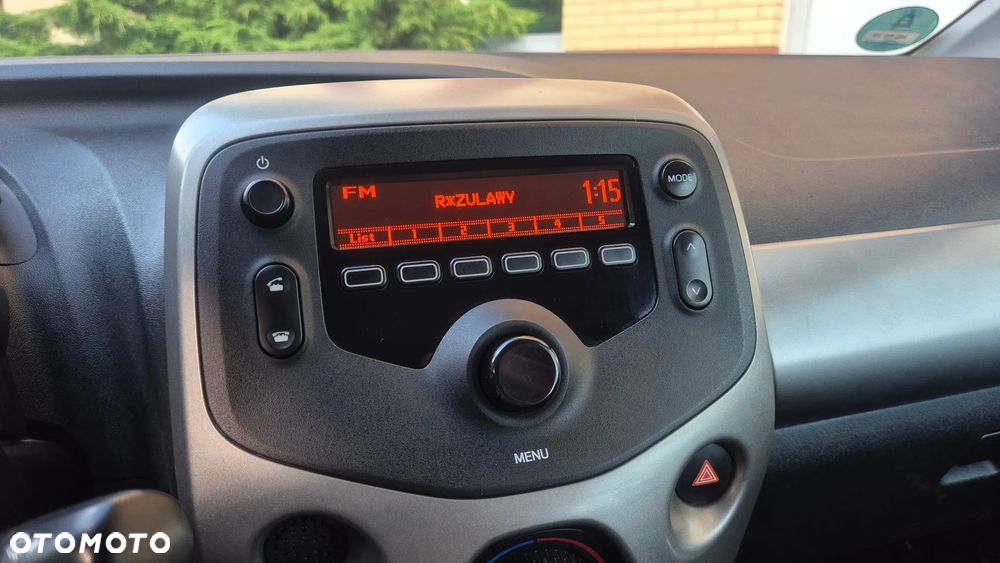 FM
R*ZULAWY
1:15
List 1 2 3 4 5
MODE
MENU
OTOMOTO